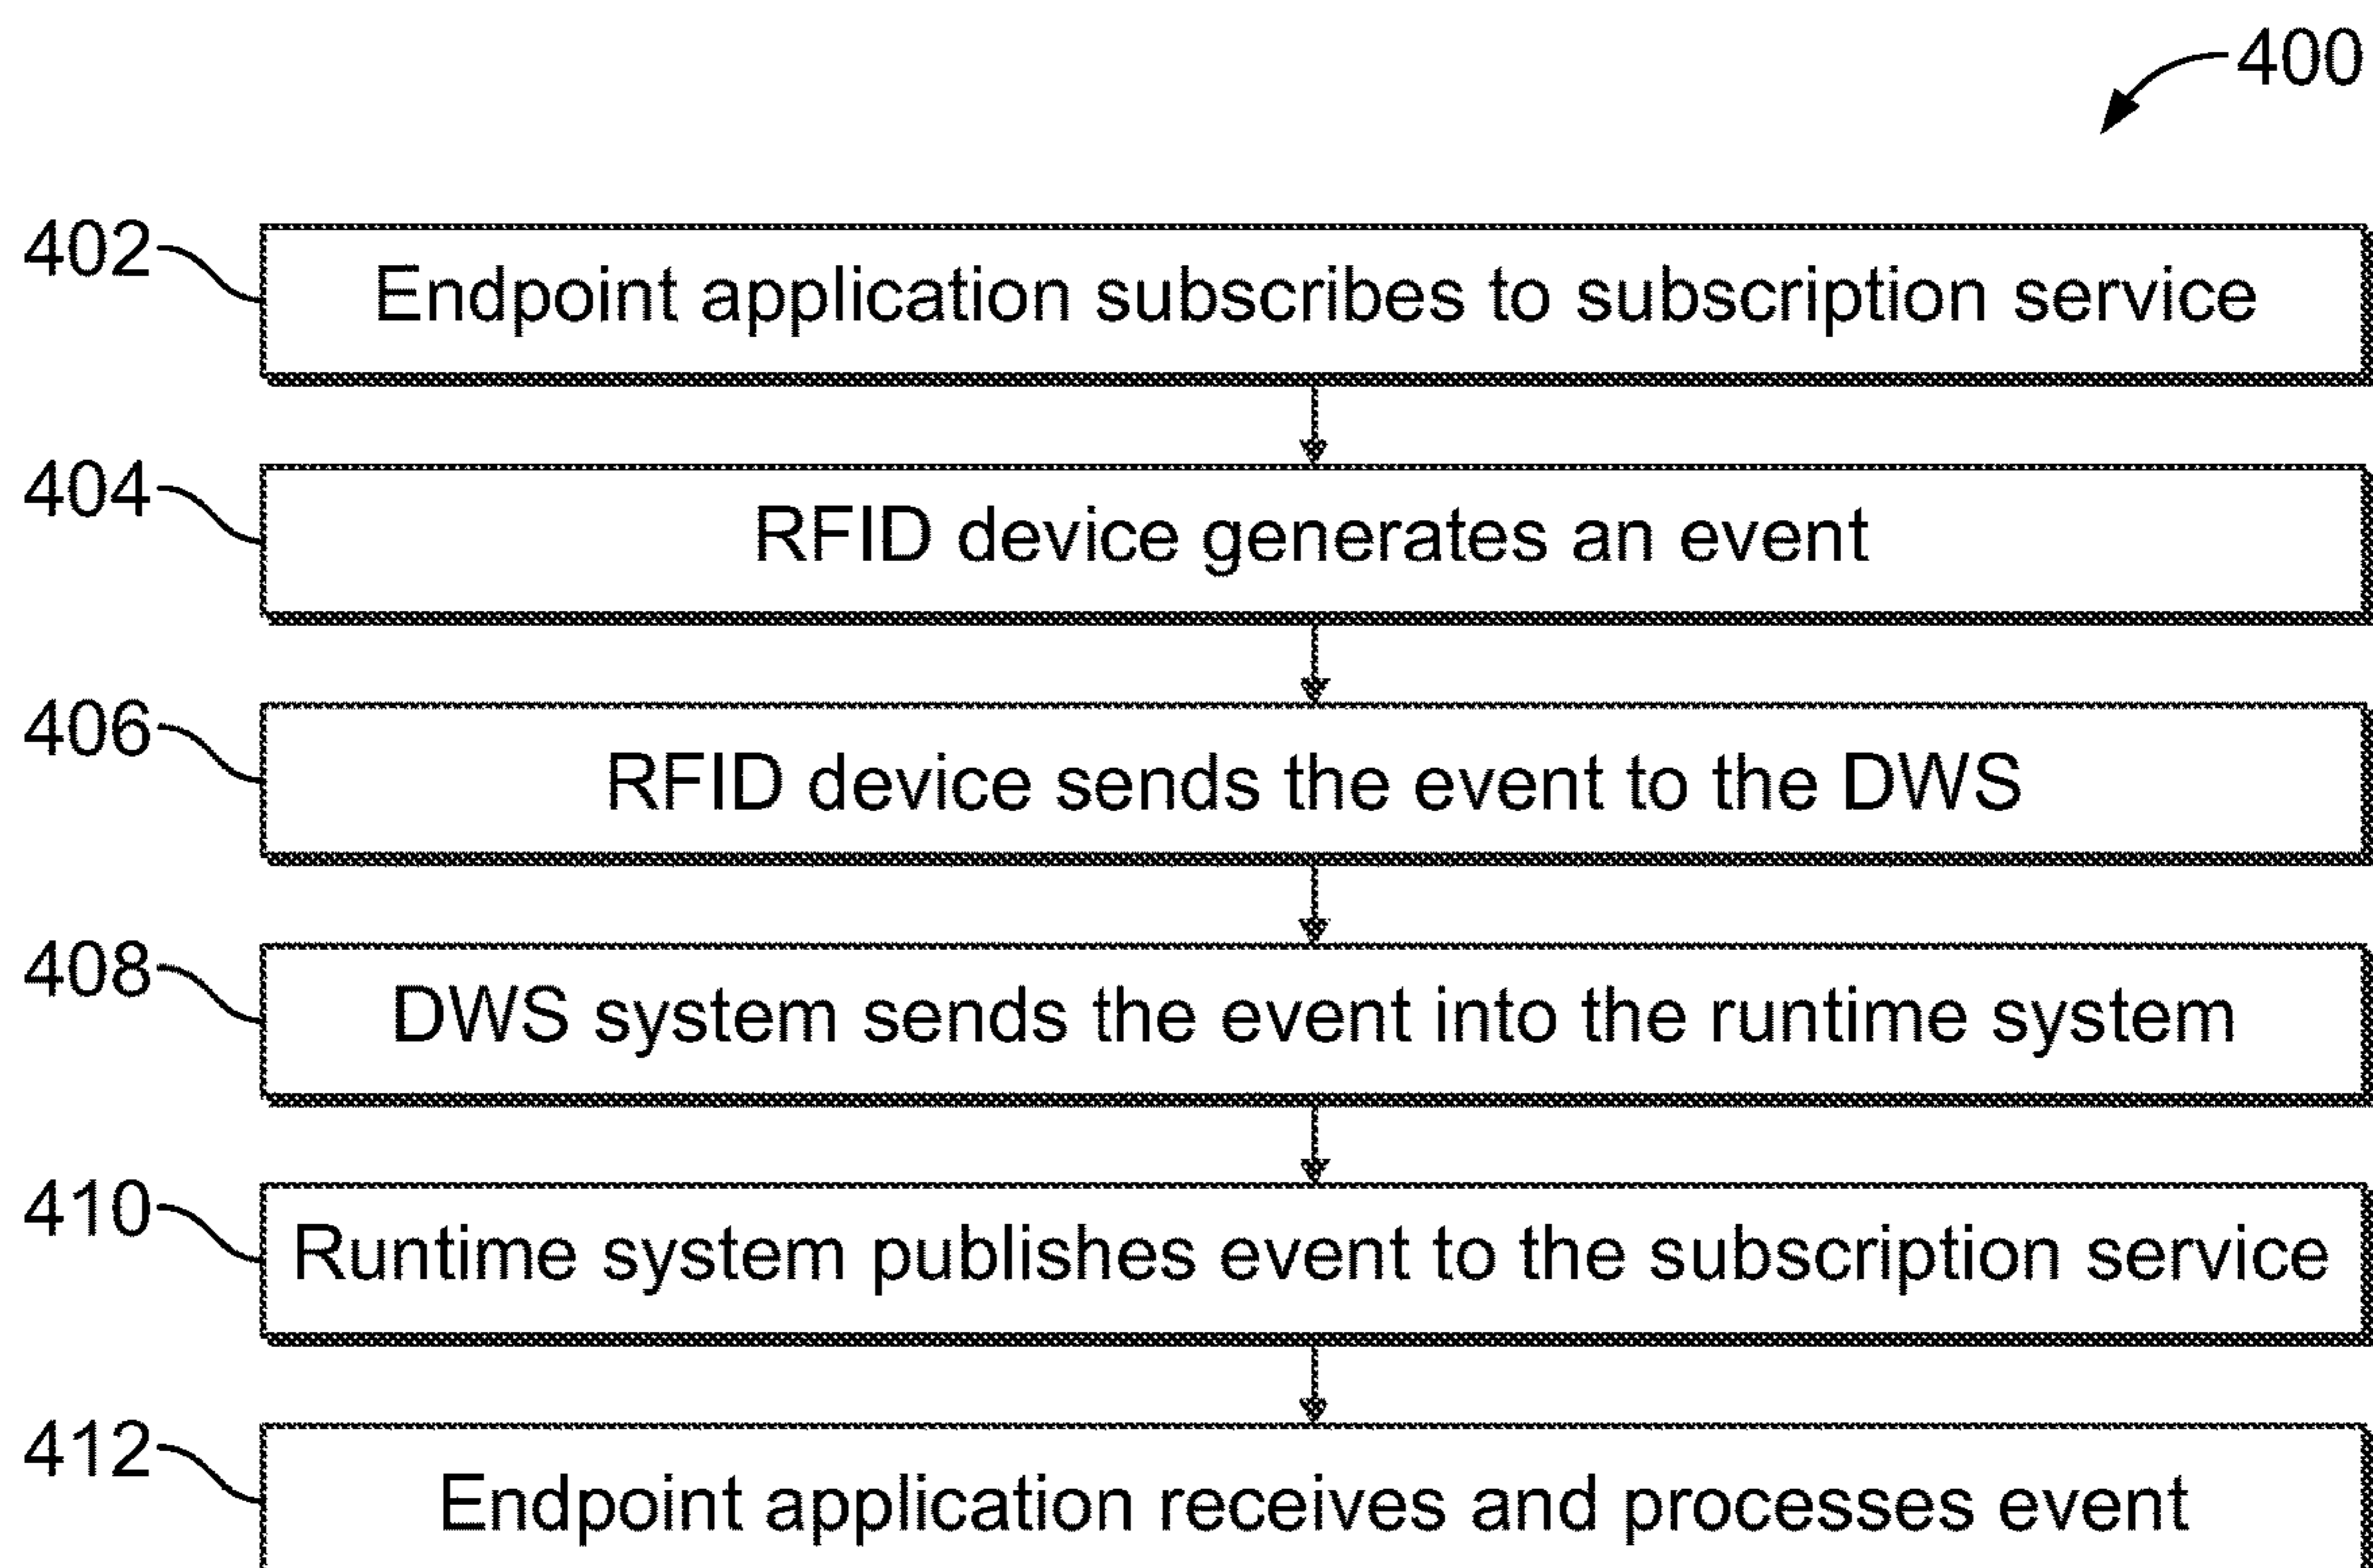 400
402 Endpoint application subscribes to subscription service
404 RFID device generates an event
406 RFID device sends the event to the DWS
408 DWS system sends the event into the runtime system
410 Runtime system publishes event to the subscription service
412 Endpoint application receives and processes event